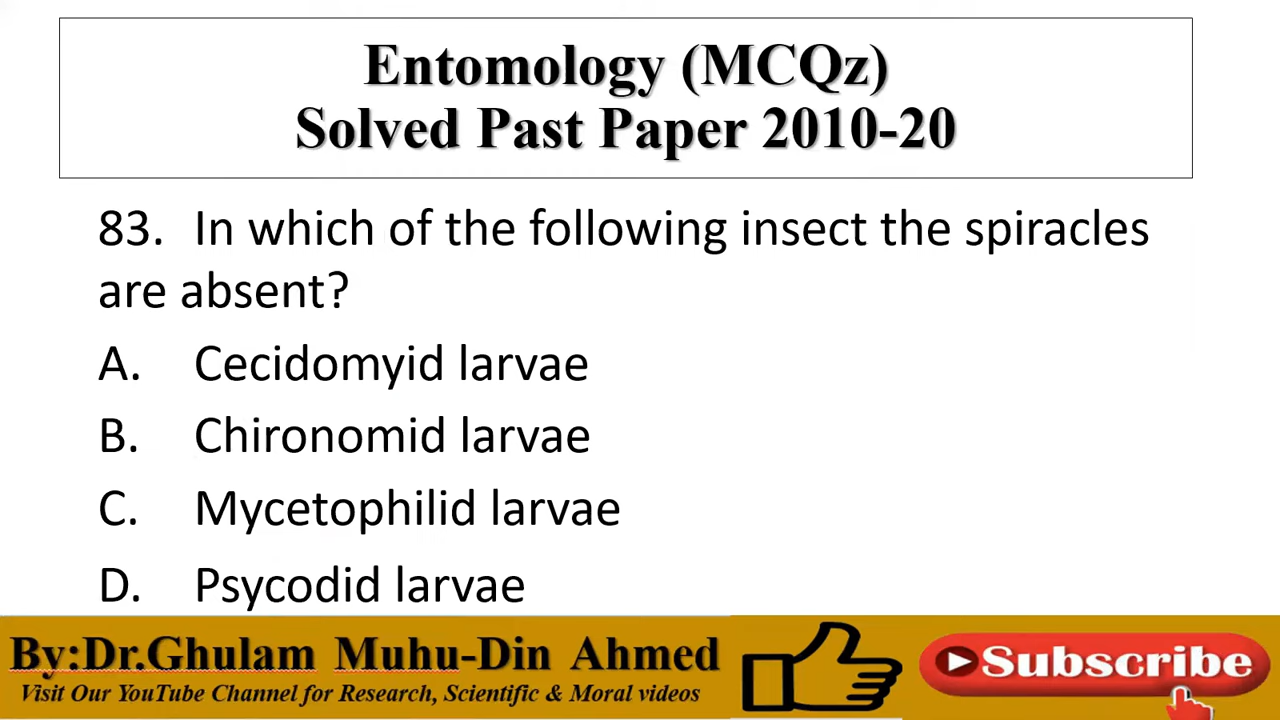 Entomology (MCQz)
Solved Past Paper 2010-20
83. In which of the following insect the spiracles
are absent?
A. Cecidomyid larvae
B. Chironomid larvae
C. Mycetophilid larvae
D. Psycodid larvae
By:Dr.Ghulam Muhu-Din Ahmed
Visit Our YouTube Channel for Research, Scientific & Moral videos
Subscribe